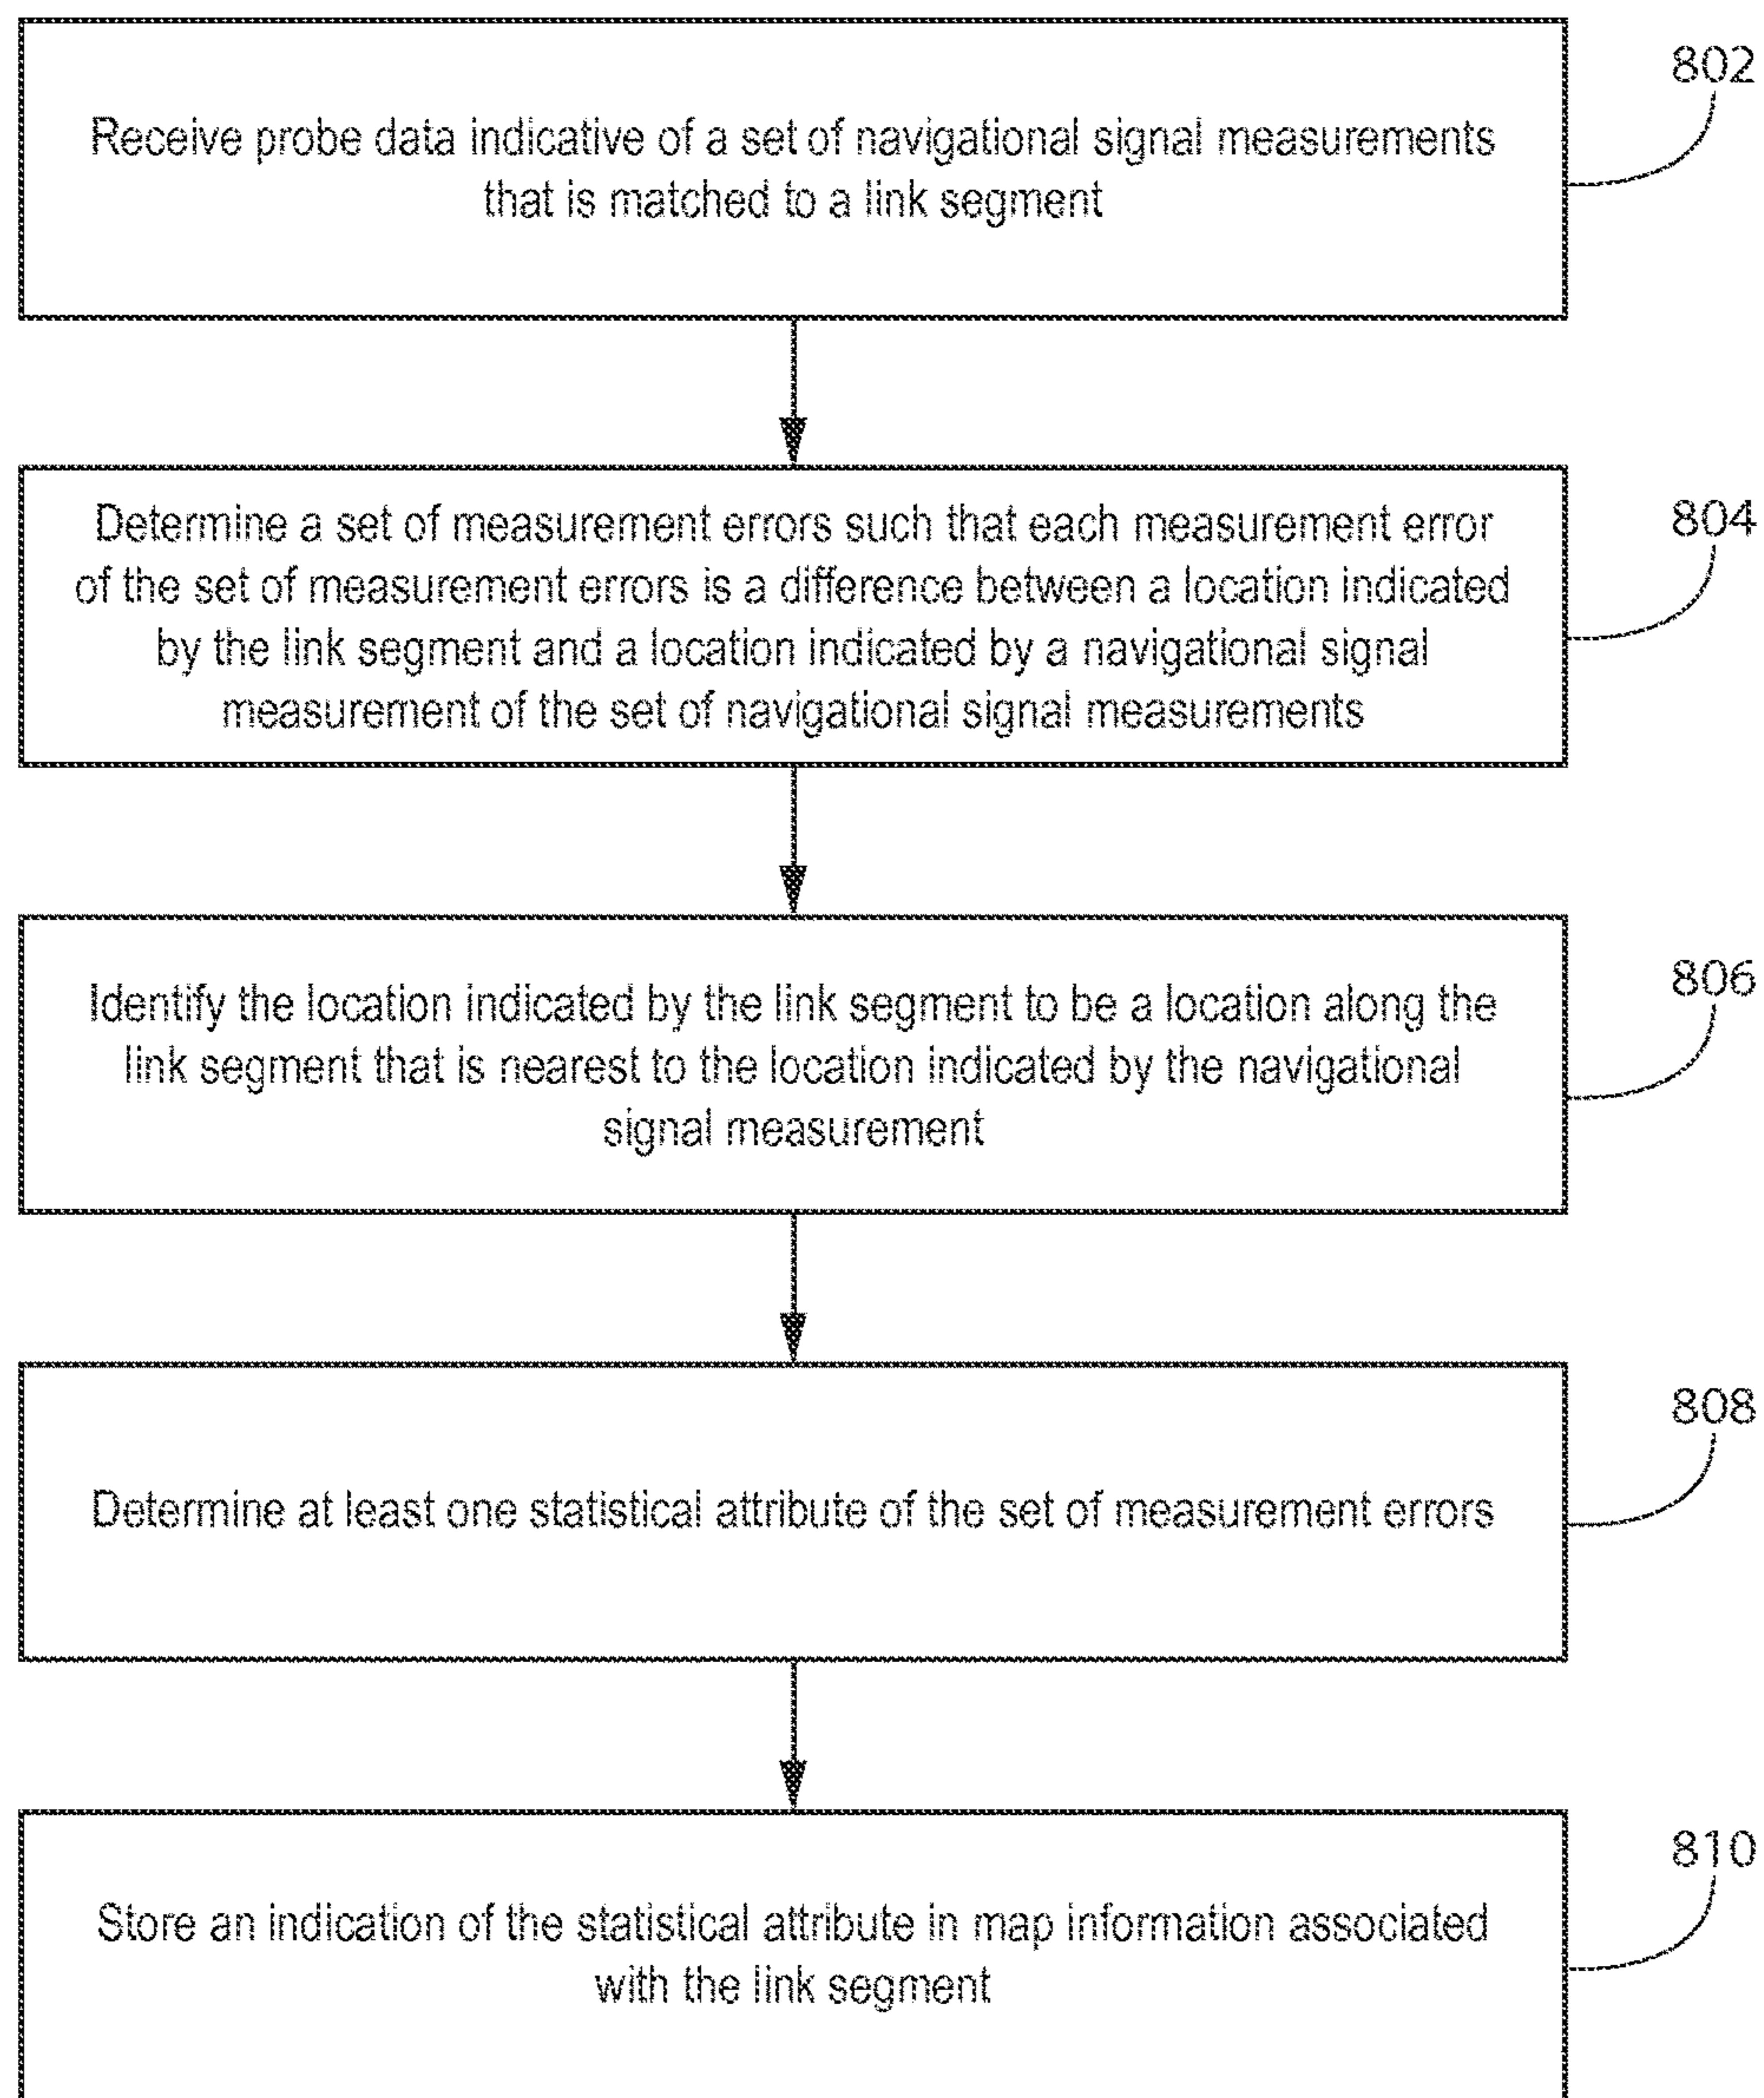 802
Receive probe data indicative of a set of navigational signal measurements
that is matched to a link segment
804
Determine a set of measurement errors such that each measurement error
of the set of measurement errors is a difference between a location indicated
by the link segment and a location indicated by a navigational signal
measurement of the set of navigational signal measurements
806
Identify the location indicated by the link segment to be a location along the
link segment that is nearest to the location indicated by the navigational
signal measurement
808
Determine at least one statistical attribute of the set of measurement errors
810
Store an indication of the statistical attribute in map information associated
with the link segment